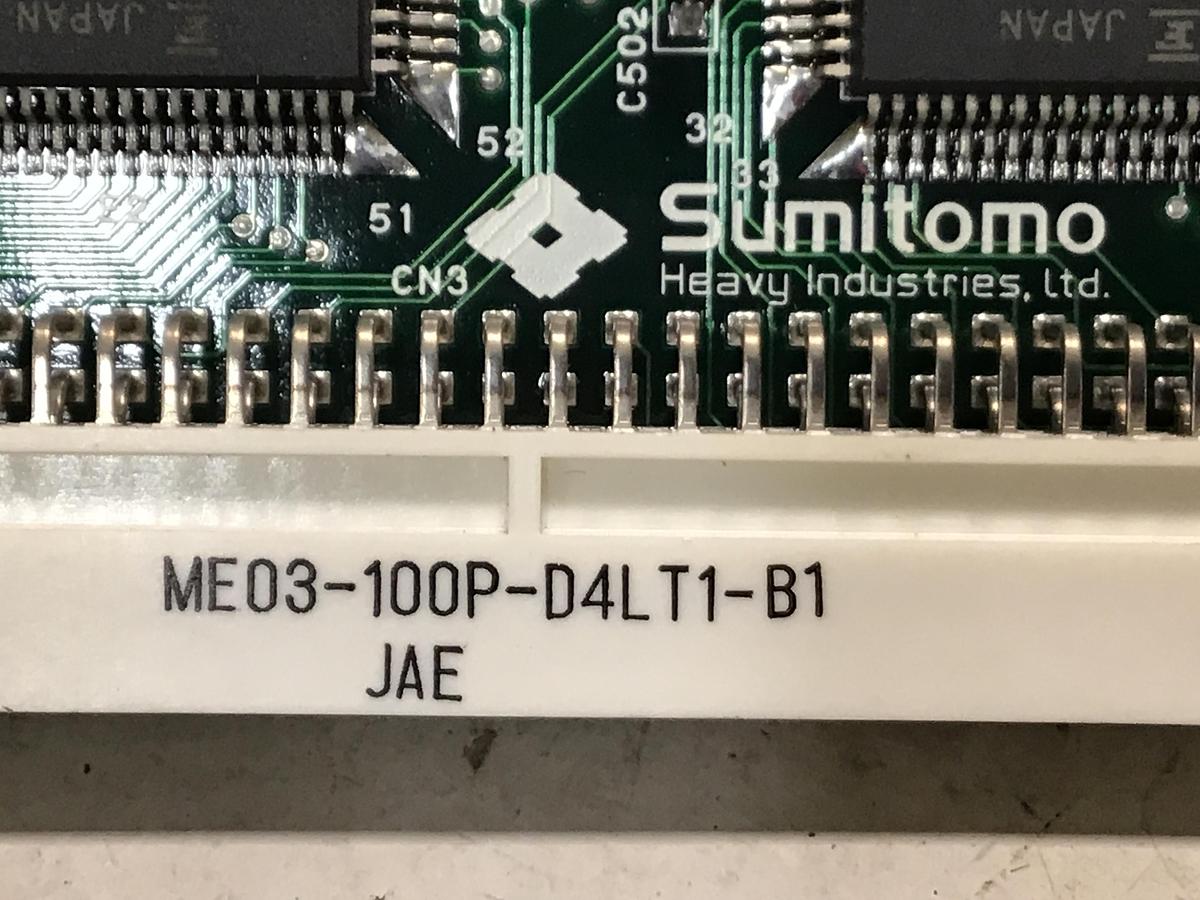 JAPAN
JAPAN
C502
52
32
33
51
Sumitomo
CN3
Heavy Industries, Ltd.
ME03-100P-D4LT1-B1
JAE